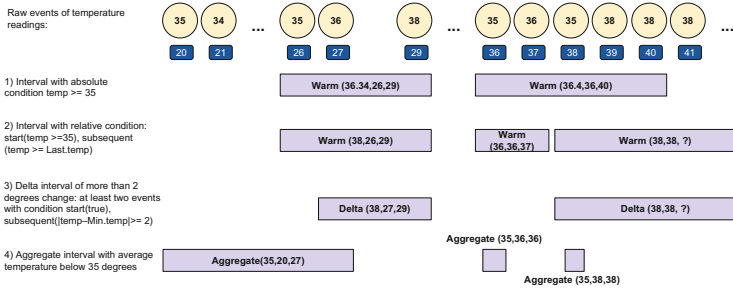 Raw events of temperature
readings:
35 34 ... 35 36 38 ... 35 36 35 38 38 38 ...
20 21 26 27 29 36 37 38 39 40 41
1) Interval with absolute
condition temp >= 35
Warm (36.34,26,29)
Warm (36.4,36,40)
2) Interval with relative condition:
start(temp >=35), subsequent
(temp >= Last.temp)
Warm (38,26,29)
Warm
(36,36,37)
Warm (38,38, ?)
3) Delta interval of more than 2
degrees change: at least two events
with condition start(true),
subsequent(|temp–Min.temp|>= 2)
Delta (38,27,29)
Delta (38,38, ?)
4) Aggregate interval with average
temperature below 35 degrees
Aggregate(35,20,27)
Aggregate (35,36,36)
Aggregate (35,38,38)